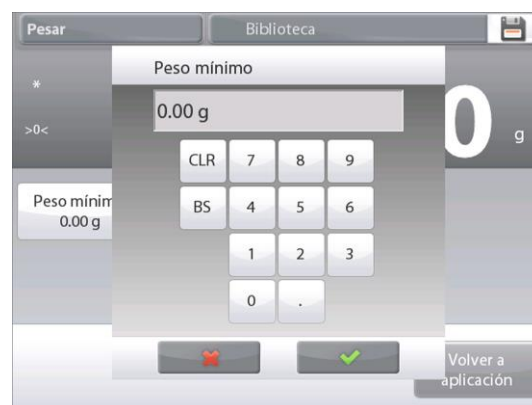 Pesar
Biblioteca
Peso mínimo
*
>0<
0.00 g
0
g
CLR 7 8 9
Peso mínim
0.00 g
BS 4 5 6
1 2 3
0 .
Volver a
aplicación